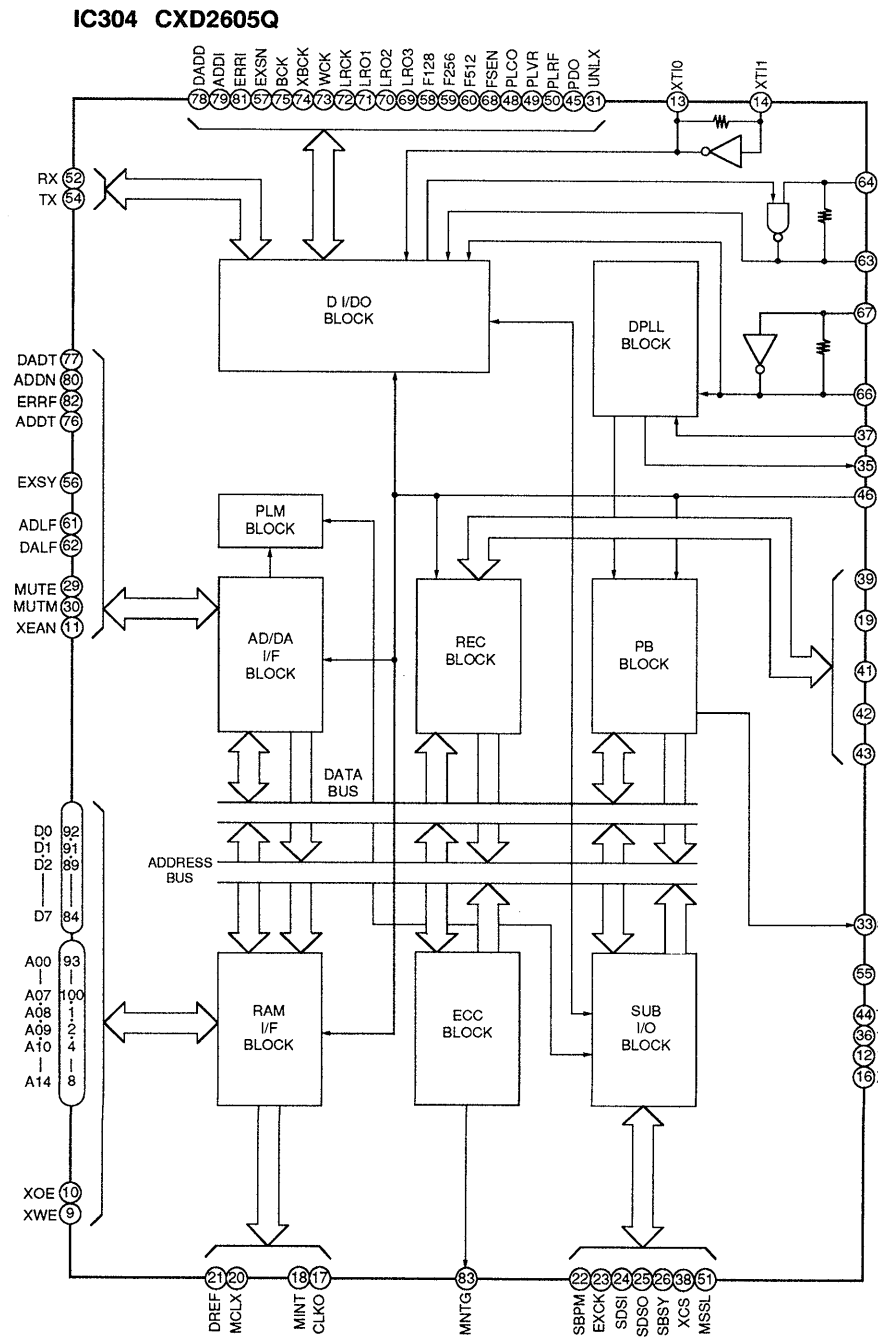 IC304 CXD2605Q
DADD
ADDI
ERRI
EXSN
BCK
XBCK
WCK
LRCK
LRO1
LRO2
LRO3
F128
F256
F512
FSEN
PLCO
PLVR
PLRF
PDO
UNLX
XTI0
XTI1
78 79 81 57 75 74 73 72 71 70 69 58 59 60 68 48 49 50 45 31 13 14
RX 52
TX 54
64
63
D I/DO
BLOCK
DPLL
BLOCK
67
66
37
35
46
DADT 77
ADDN 80
ERRF 82
ADDT 76
EXSY 56
ADLF 61
DALF 62
MUTE 29
MUTM 30
XEAN 11
PLM
BLOCK
AD/DA
I/F
BLOCK
REC
BLOCK
PB
BLOCK
39
19
41
42
43
DATA
BUS
ADDRESS
BUS
D0 92
D1 91
D2 89
D7 84
A00 93
A07 100
A08 1
A09 2
A10 4
A14 8
XOE 10
XWE 9
RAM
I/F
BLOCK
ECC
BLOCK
SUB
I/O
BLOCK
33
55
44
36
12
16
21 20 18 17 83 22 23 24 25 26 38 51
DREF
MCLX
MINT
CLKO
MNTG
SBPM
EXCK
SDSI
SDSO
SBSY
XCS
MSSL